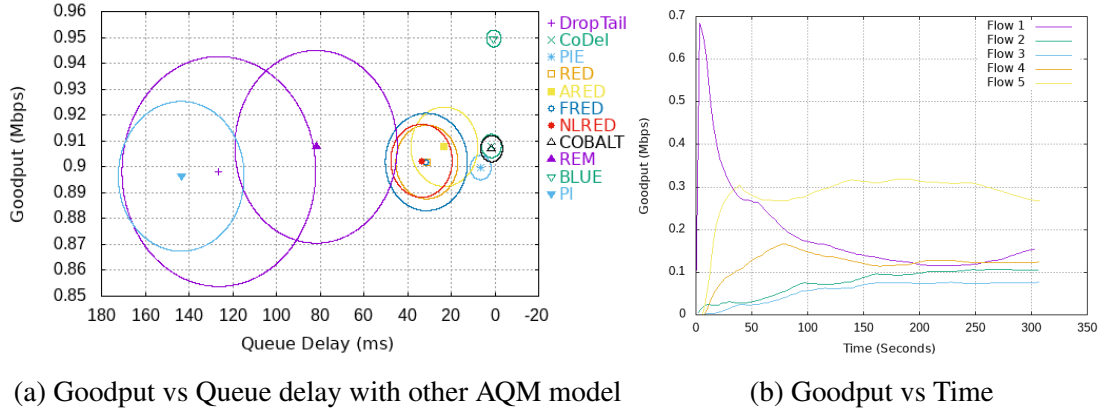 0.96
0.95
0.94
0.93
0.92
0.91
0.9
0.89
0.88
0.87
0.86
0.85
Goodput (Mbps)
180 160 140 120 100 80 60 40 20 0 -20
Queue Delay (ms)
DropTail
CoDel
PIE
RED
ARED
FRED
NLRED
COBALT
REM
BLUE
PI
0.7
0.6
0.5
0.4
0.3
0.2
0.1
0
Goodput (Mbps)
Flow 1
Flow 2
Flow 3
Flow 4
Flow 5
0 50 100 150 200 250 300 350
Time (Seconds)
(a) Goodput vs Queue delay with other AQM model
(b) Goodput vs Time